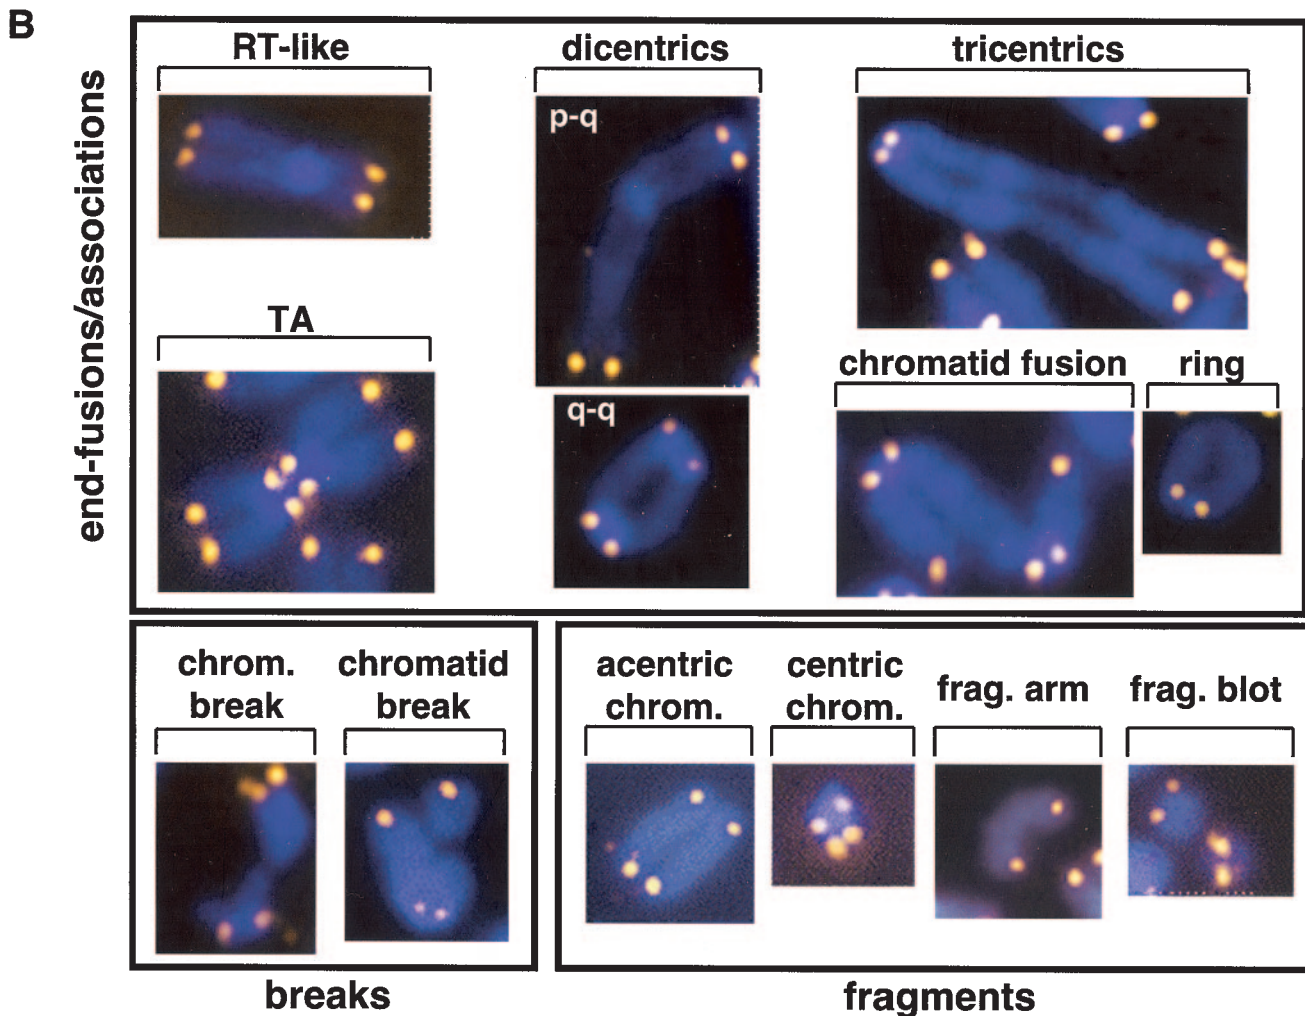 B
end-fusions/associations
RT-like
dicentrics
tricentrics
p-q
TA
q-q
chromatid fusion
ring
chrom.
break
chromatid
break
breaks
acentric
chrom.
centric
chrom.
frag. arm
frag. blot
fragments